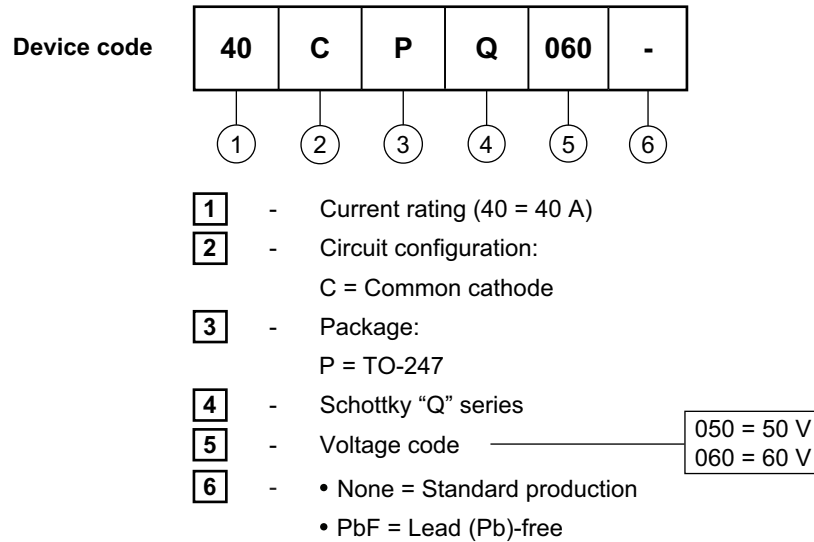 Device code 40 C P Q 060 -
1 2 3 4 5 6
1 - Current rating (40 = 40 A)
2 - Circuit configuration:
C = Common cathode
3 - Package:
P = TO-247
4 - Schottky “Q” series
5 - Voltage code
050 = 50 V
060 = 60 V
6 - • None = Standard production
• PbF = Lead (Pb)-free